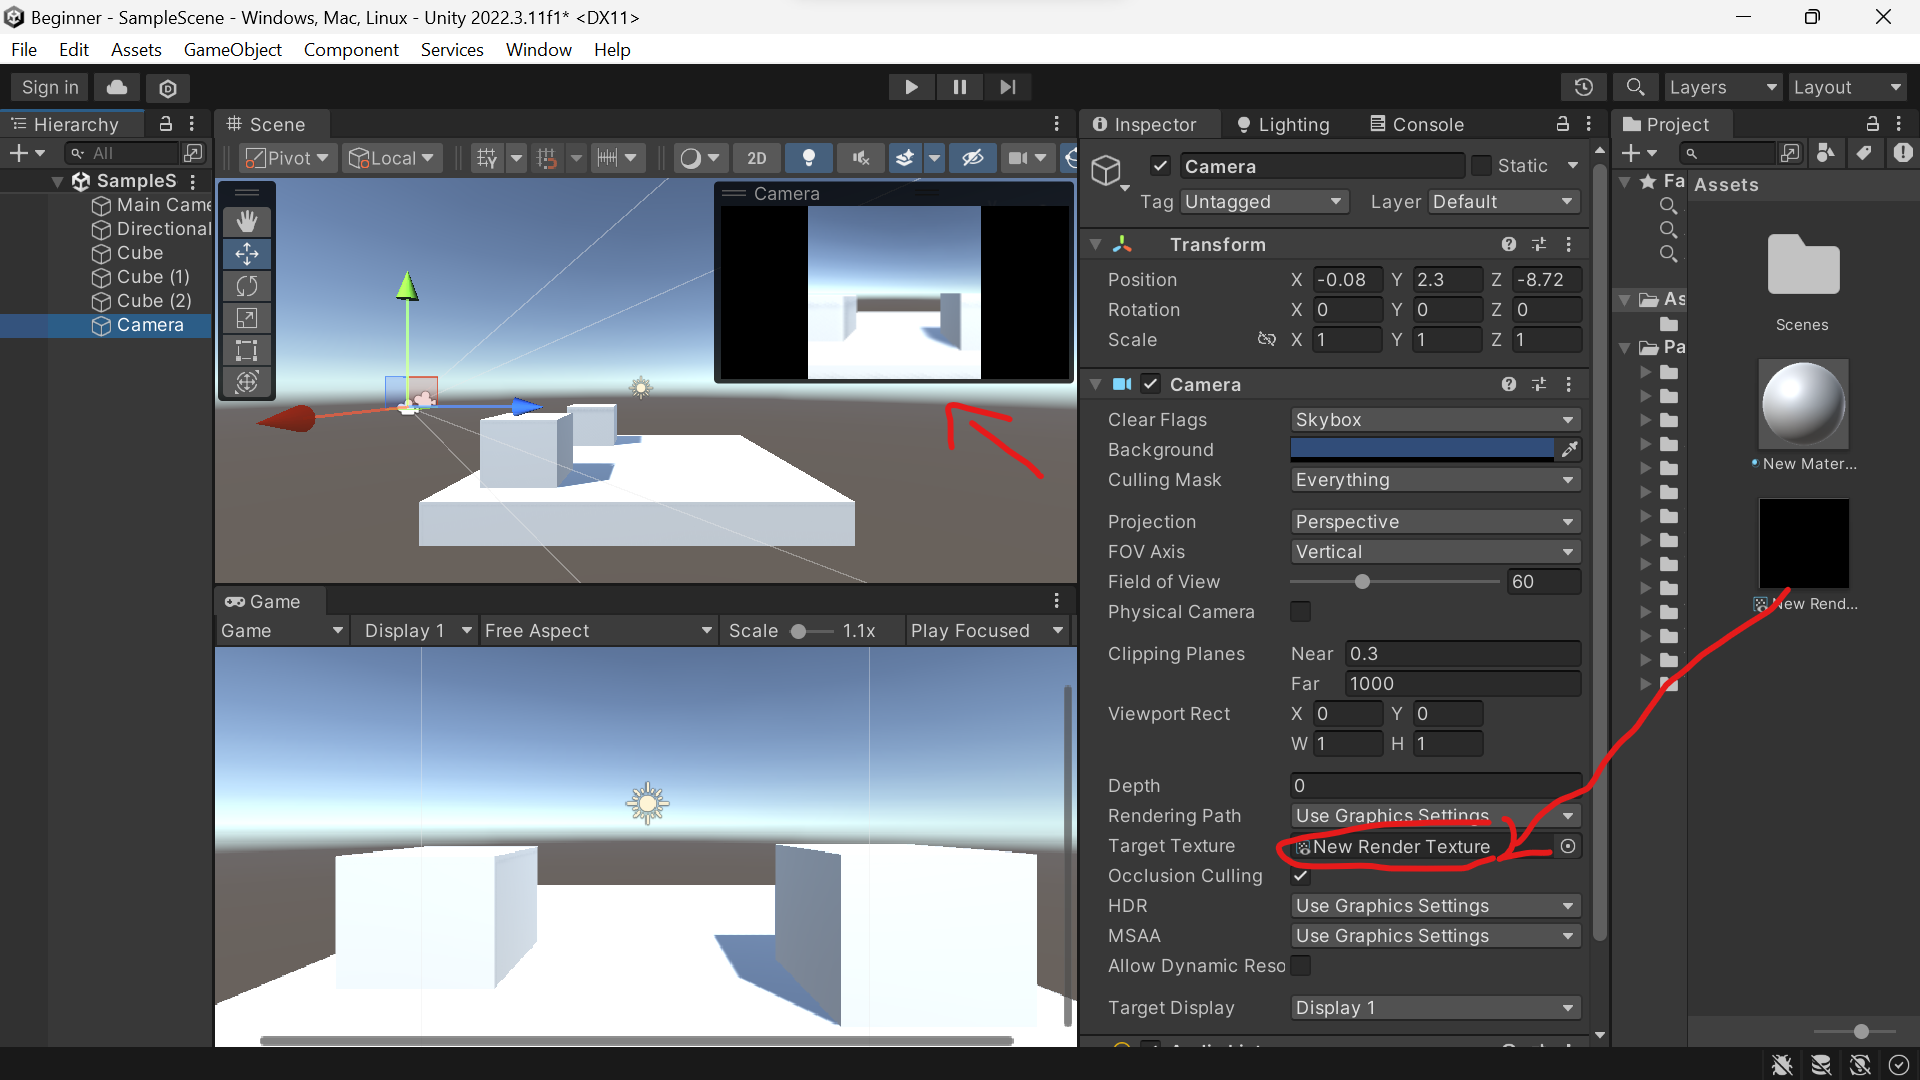 Beginner - SampleScene - Windows, Mac, Linux - Unity 2022.3.11f1* <DX11>
File Edit Assets GameObject Component Services Window Help
Sign in
Layers Layout
Hierarchy
All
SampleS
Main Came
Directional
Cube
Cube (1)
Cube (2)
Camera
Scene
Pivot Local 2D
Camera
Game
Game Display 1 Free Aspect Scale 1.1x Play Focused
Inspector Lighting Console
Camera Static
Tag Untagged Layer Default
Transform
Position X -0.08 Y 2.3 Z -8.72
Rotation X 0 Y 0 Z 0
Scale X 1 Y 1 Z 1
Camera
Clear Flags Skybox
Background
Culling Mask Everything
Projection Perspective
FOV Axis Vertical
Field of View 60
Physical Camera
Clipping Planes Near 0.3
Far 1000
Viewport Rect X 0 Y 0
W 1 H 1
Depth 0
Rendering Path Use Graphics Settings
Target Texture New Render Texture
Occlusion Culling
HDR Use Graphics Settings
MSAA Use Graphics Settings
Allow Dynamic Reso
Target Display Display 1
Project
Fa
As
Pa
Assets
Scenes
New Mater...
New Rend...